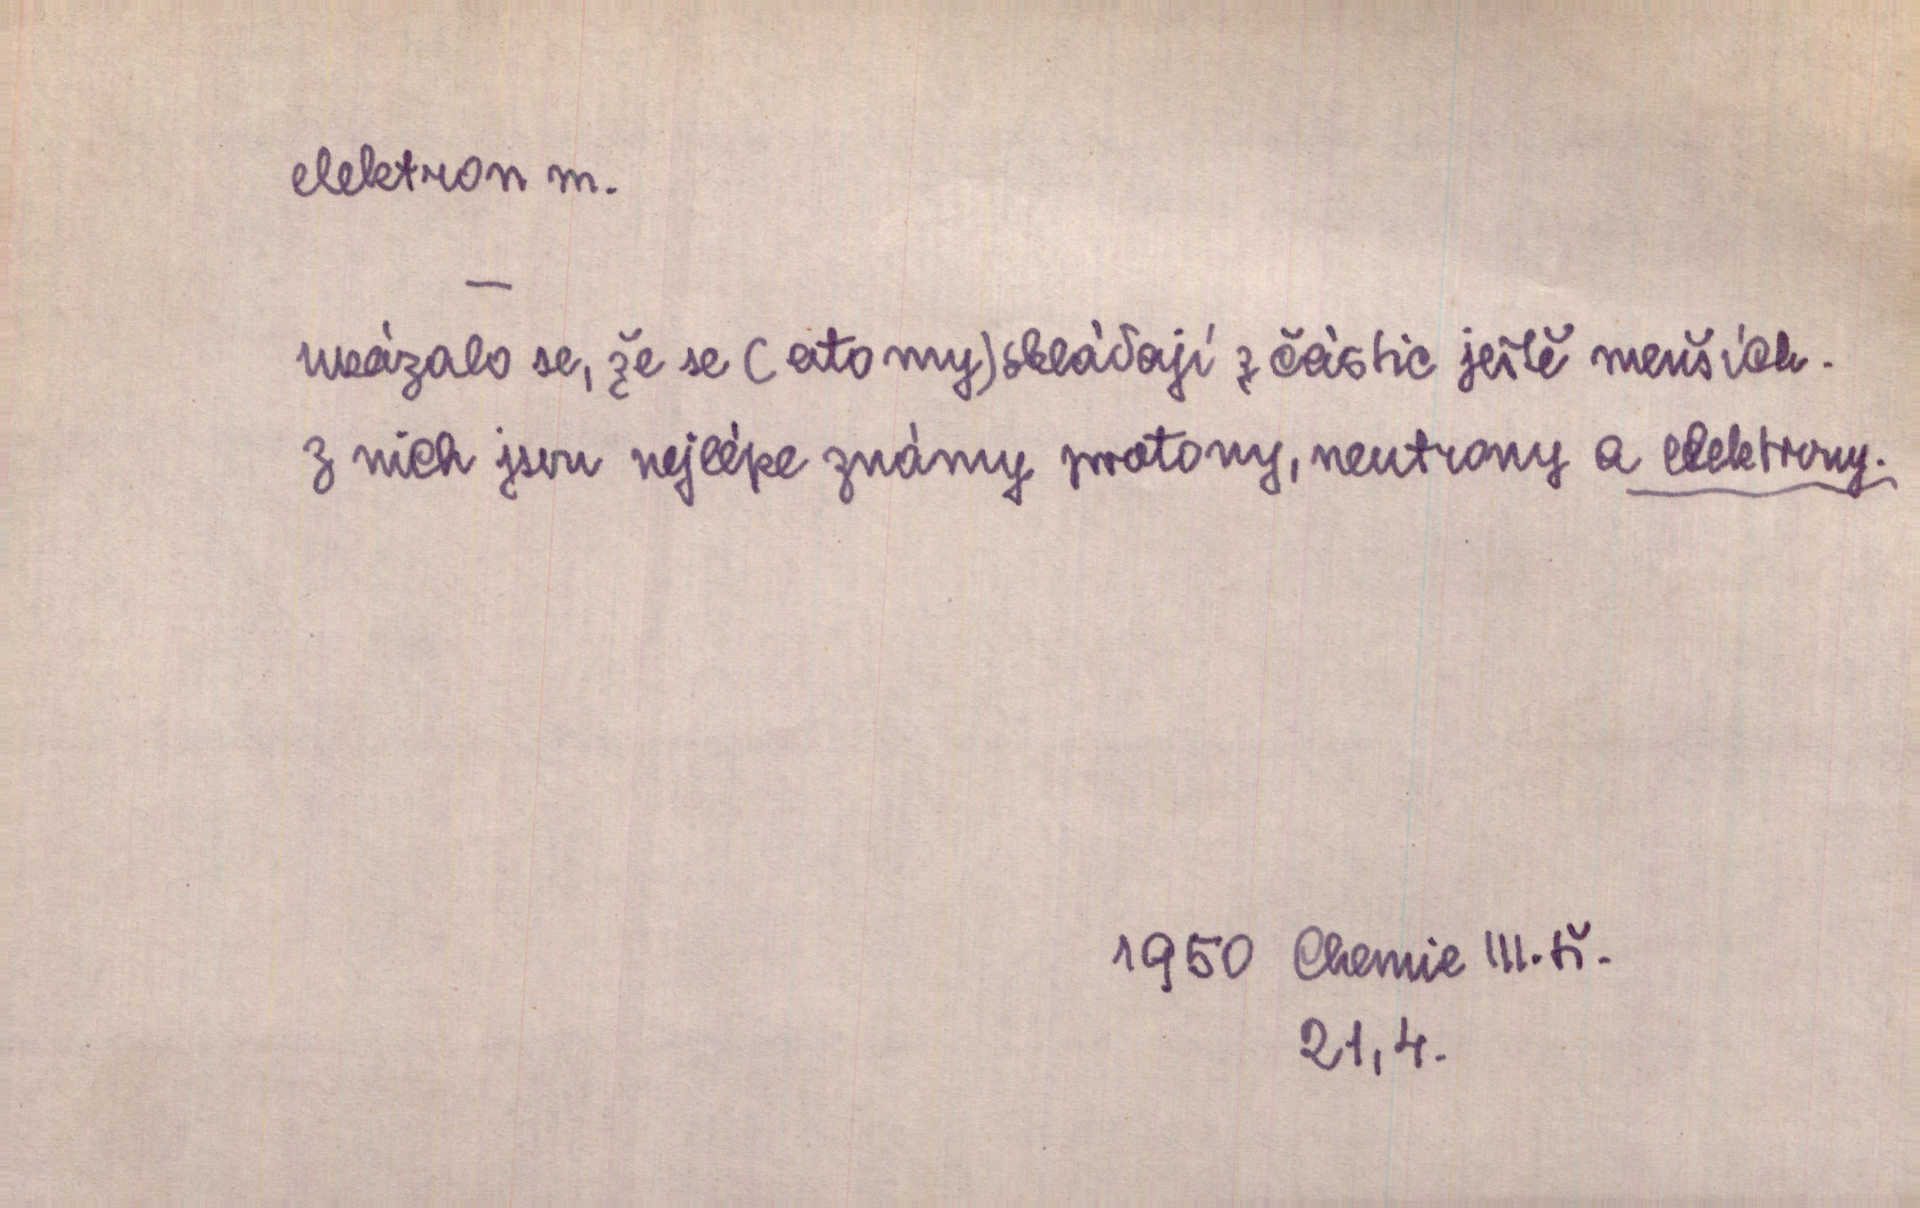 elektron m.
—
ukázalo se, že se (atomy) skládají z částic ještě menších.
z nich jsou nejlépe známy protony, neutrony a elektrony.
1950 Chemie III. tř.
21,4.